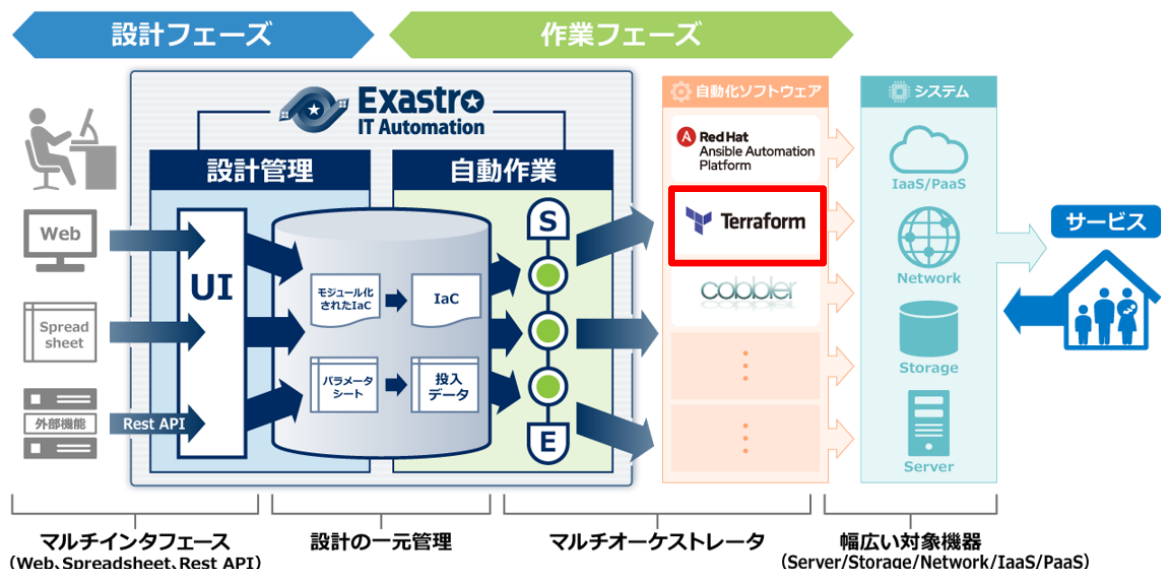 設計フェーズ
作業フェーズ
Exastro
IT Automation
設計管理
自動作業
自動化ソフトウェア
システム
Red Hat
Ansible Automation
Platform
IaaS/PaaS
Web
UI
S
Terraform
サービス
モジュール化
されたIaC
IaC
cobbler
Network
Spread
sheet
パラメータ
シート
投入
データ
Storage
外部機能
Rest API
E
Server
マルチインタフェース
(Web、Spreadsheet、Rest API)
設計の一元管理
マルチオーケストレータ
幅広い対象機器
(Server/Storage/Network/IaaS/PaaS)